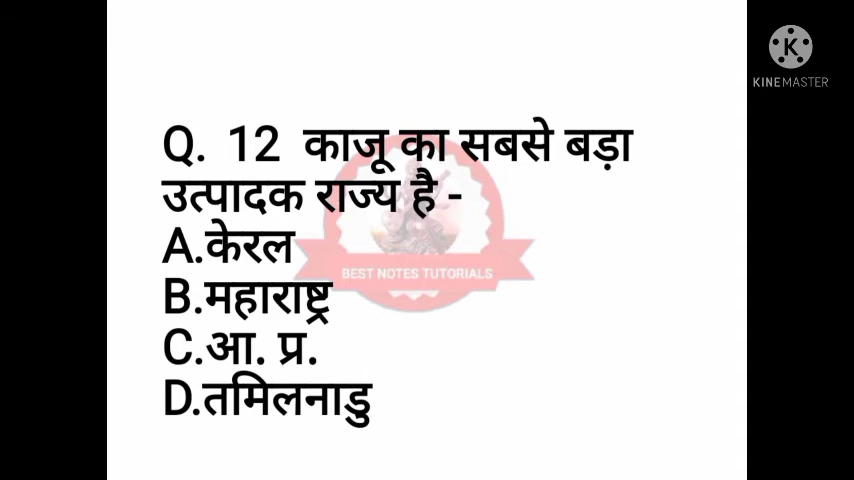 KINEMASTER
Q. 12 काजू का सबसे बड़ा
उत्पादक राज्य है -
A.केरल
B.महाराष्ट्र
C.आ. प्र.
D.तमिलनाडु
BEST NOTES TUTORIALS